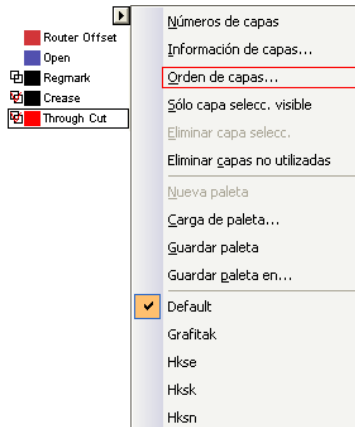 Router Offset
Open
Regmark
Crease
Through Cut
Números de capas
Información de capas...
Orden de capas...
Sólo capa selecc. visible
Eliminar capa selecc.
Eliminar capas no utilizadas
Nueva paleta
Carga de paleta...
Guardar paleta
Guardar paleta en...
Default
Grafitak
Hkse
Hksk
Hksn